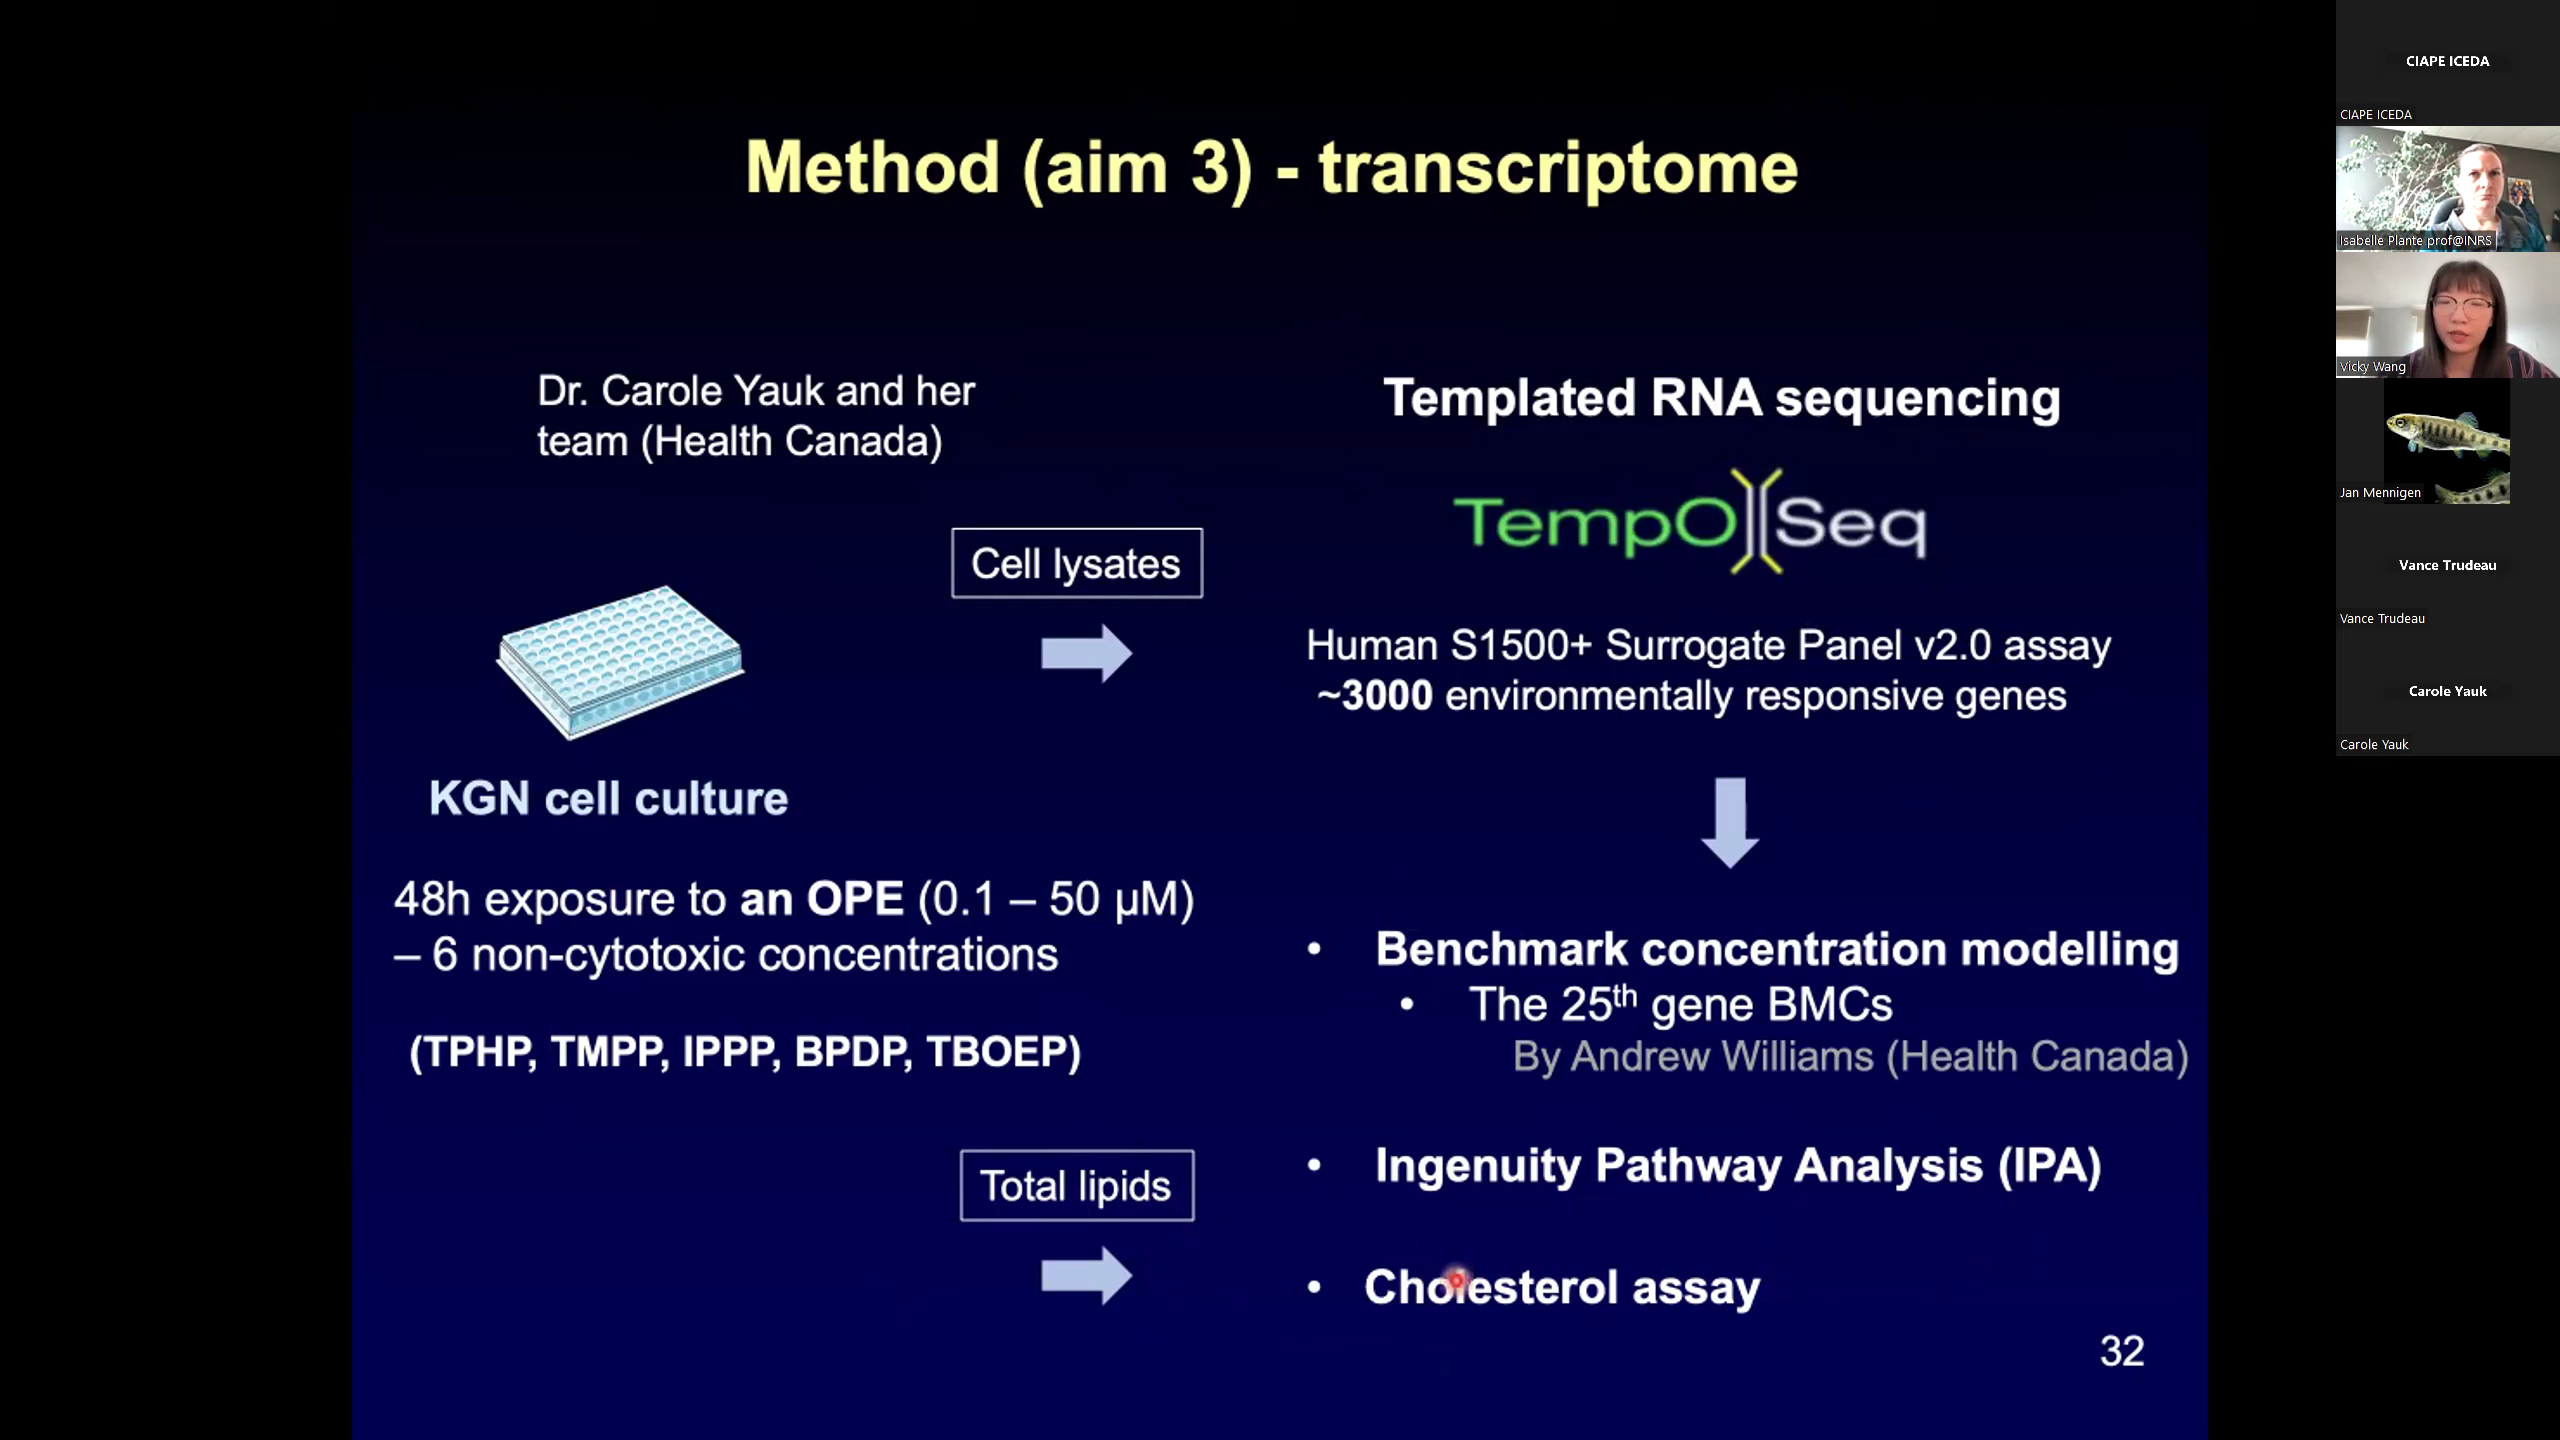 Method (aim 3) - transcriptome
Dr. Carole Yauk and her
team (Health Canada)
Cell lysates
KGN cell culture
48h exposure to an OPE (0.1 – 50 µM)
– 6 non-cytotoxic concentrations
(TPHP, TMPP, IPPP, BPDP, TBOEP)
Total lipids
Templated RNA sequencing
TempO Seq
Human S1500+ Surrogate Panel v2.0 assay
~3000 environmentally responsive genes
• Benchmark concentration modelling
• The 25th gene BMCs
By Andrew Williams (Health Canada)
• Ingenuity Pathway Analysis (IPA)
• Cholesterol assay
32
CIAPE ICEDA
CIAPE ICEDA
Isabelle Plante prof@INRS
Vicky Wang
Jan Mennigen
Vance Trudeau
Vance Trudeau
Carole Yauk
Carole Yauk